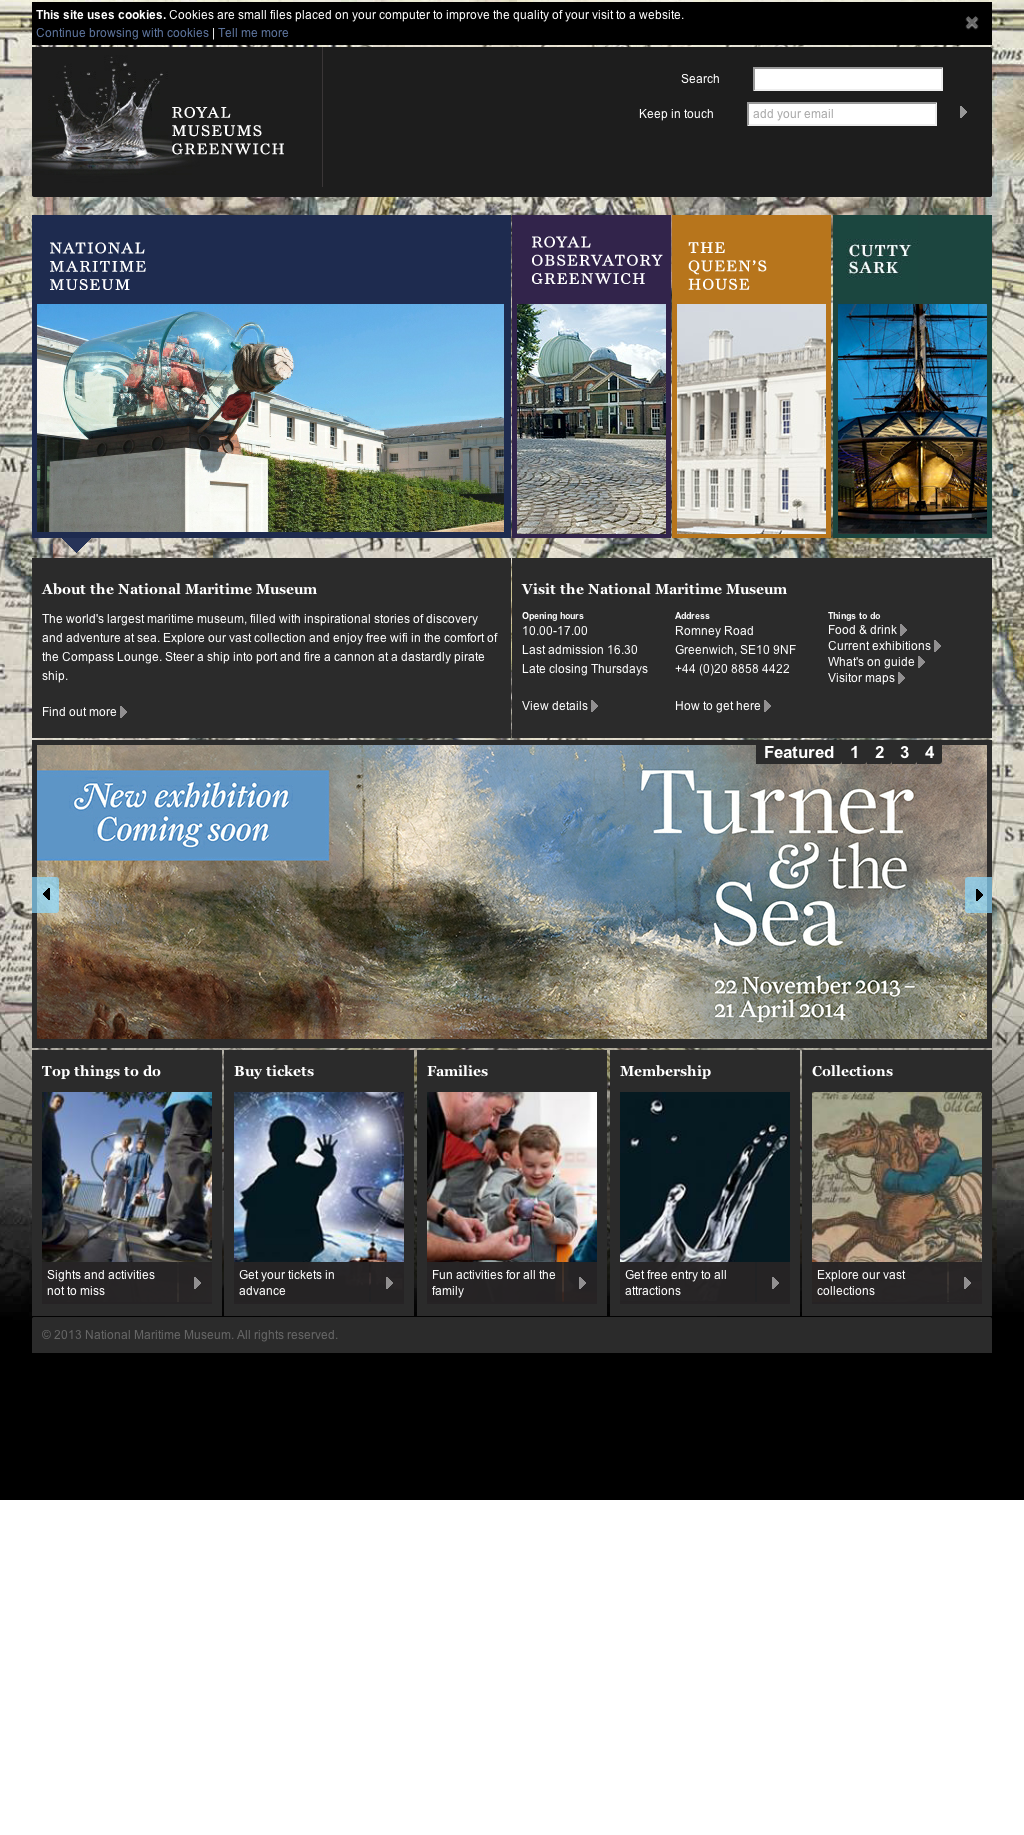 This site uses cookies. Cookies are small files placed on your computer to improve the quality of your visit to a website.
Continue browsing with cookies | Tell me more
ROYAL
MUSEUMS
GREENWICH
Search
Keep in touch
add your email
NATIONAL
MARITIME
MUSEUM
ROYAL
OBSERVATORY
GREENWICH
THE
QUEEN'S
HOUSE
CUTTY
SARK
About the National Maritime Museum
The world's largest maritime museum, filled with inspirational stories of discovery
and adventure at sea. Explore our vast collection and enjoy free wifi in the comfort of
the Compass Lounge. Steer a ship into port and fire a cannon at a dastardly pirate
ship.
Find out more
Visit the National Maritime Museum
Opening hours
10.00-17.00
Last admission 16.30
Late closing Thursdays
View details
Address
Romney Road
Greenwich, SE10 9NF
+44 (0)20 8858 4422
How to get here
Things to do
Food & drink
Current exhibitions
What's on guide
Visitor maps
Featured 1 2 3 4
New exhibition
Coming soon
Turner
& the
Sea
22 November 2013 –
21 April 2014
Top things to do
Sights and activities
not to miss
Buy tickets
Get your tickets in
advance
Families
Fun activities for all the
family
Membership
Get free entry to all
attractions
Collections
Explore our vast
collections
© 2013 National Maritime Museum. All rights reserved.